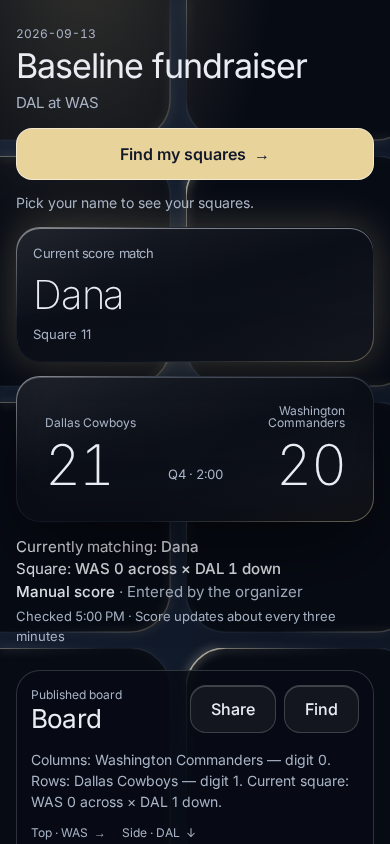 2026-09-13
Baseline fundraiser
DAL at WAS
Find my squares →
Pick your name to see your squares.
Current score match
Dana
Square 11
Dallas Cowboys
Washington
Commanders
21
Q4 · 2:00
20
Currently matching: Dana
Square: WAS 0 across × DAL 1 down
Manual score · Entered by the organizer
Checked 5:00 PM · Score updates about every three
minutes
Published board
Board
Share
Find
Columns: Washington Commanders — digit 0.
Rows: Dallas Cowboys — digit 1. Current square:
WAS 0 across × DAL 1 down.
Top · WAS → Side · DAL ↓